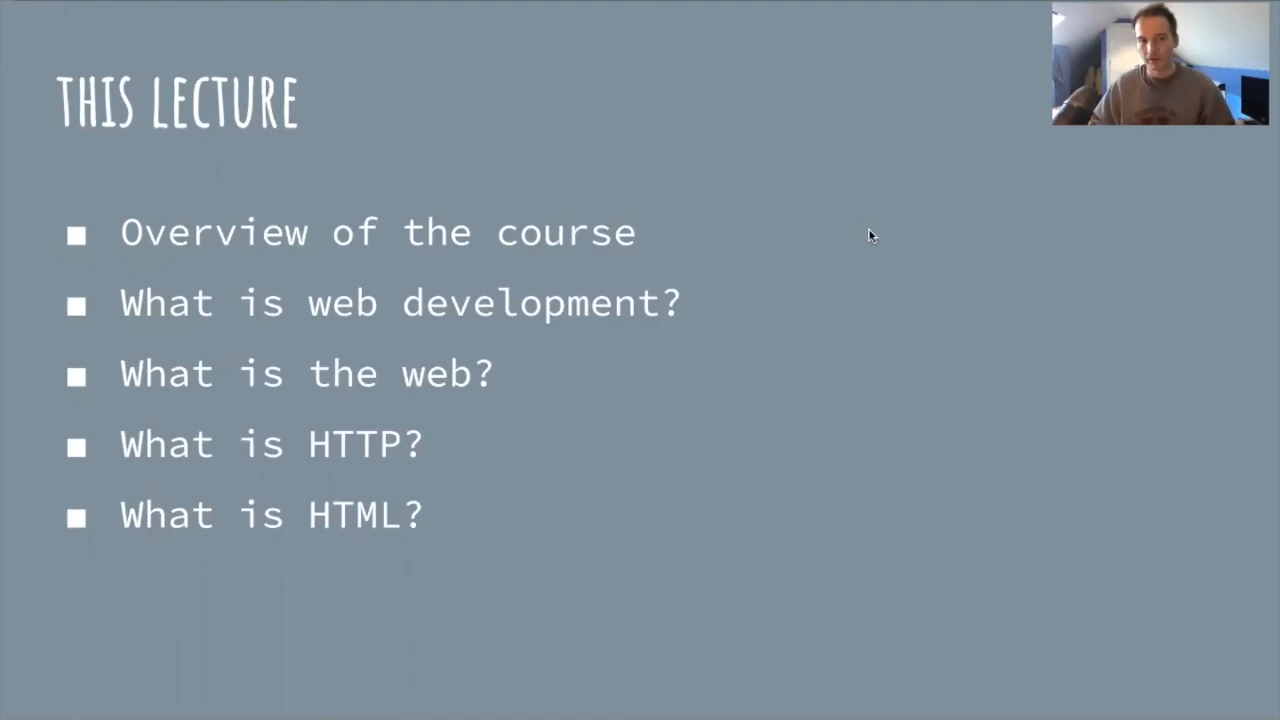 THIS LECTURE
■ Overview of the course
■ What is web development?
■ What is the web?
■ What is HTTP?
■ What is HTML?